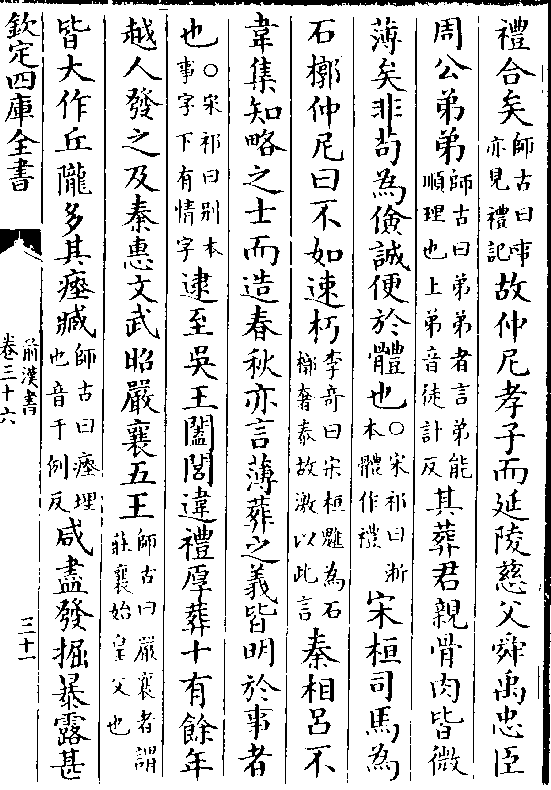 禮合矣師古曰事亦見禮記故仲尼孝子而延陵慈父舜禹忠臣
周公弟弟師古曰弟弟者言弟能順理也上弟音徒計反其葬君親骨肉皆微
薄矣非苟為儉誠便於體也○宋祁曰浙本體作禮宋桓司馬為
石槨仲尼曰不如速朽李奇曰宋桓魋為石槨奢泰故激以此言秦相呂不
韋集知略之士而造春秋亦言薄葬之義皆明於事者
也○宋祁曰別本事字下有情字逮至吳王闔閭違禮厚葬十有餘年
越人發之及秦惠文武昭嚴襄五王師古曰嚴襄者謂莊襄始皇父也
皆大作丘隴多其瘞臧師古曰瘞埋也音于例反咸盡發掘暴露甚
欽定四庫全書
前漢書
卷三十六
三十一